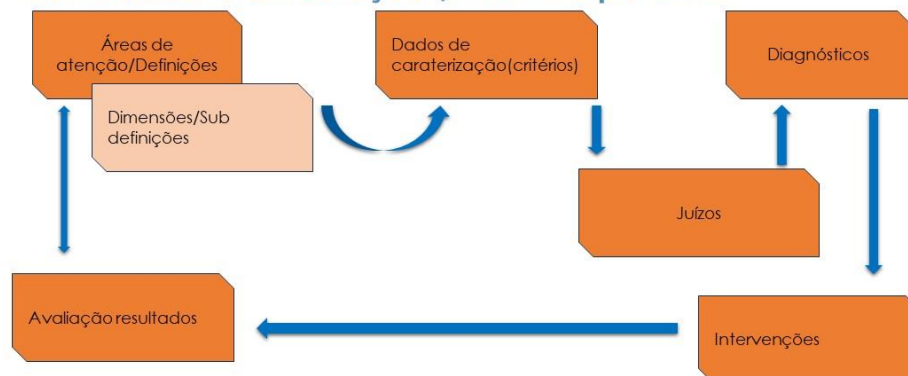 Áreas de
atenção/Definições
Dimensões/Sub
definições
Dados de
caraterização(critérios)
Diagnósticos
Juízos
Avaliação resultados
Intervenções